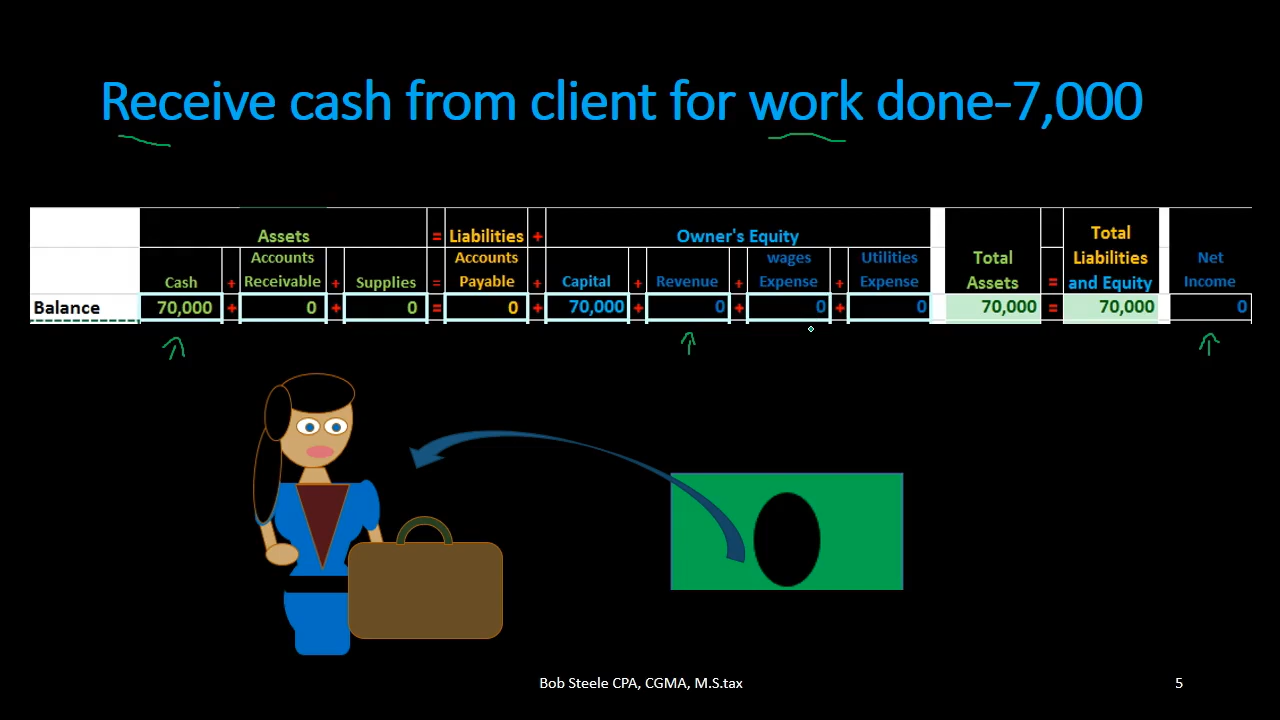 Receive cash from client for work done-7,000
Assets = Liabilities + Owner's Equity
Cash + Accounts Receivable + Supplies = Accounts Payable + Capital + Revenue + wages Expense + Utilities Expense Total Assets = Total Liabilities and Equity Net Income
Balance 70,000 + 0 + 0 = 0 + 70,000 + 0 + 0 + 0 70,000 = 70,000 0
Bob Steele CPA, CGMA, M.S.tax 5